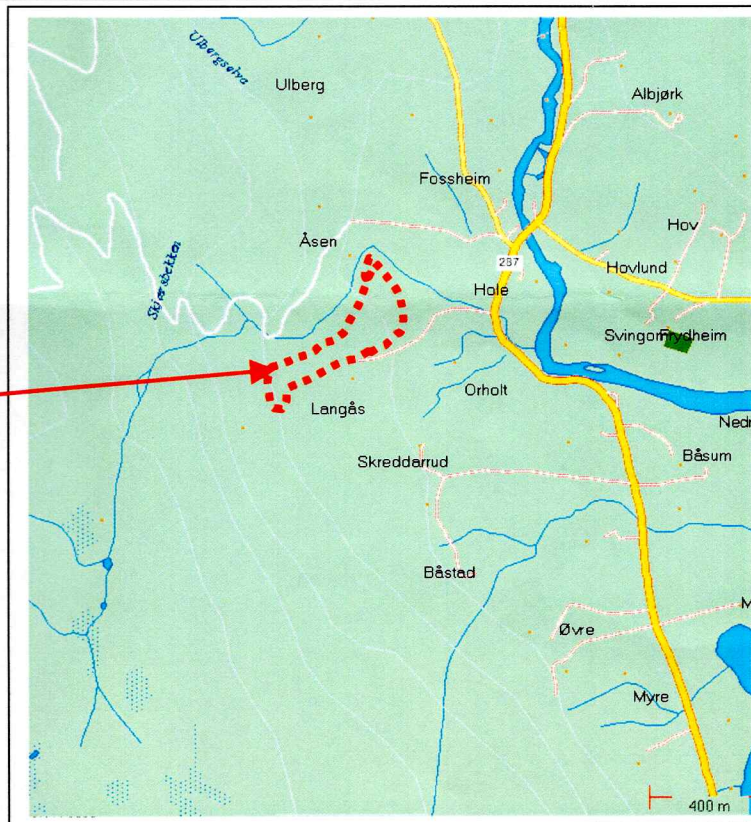 Ulbergselva
Ulberg
Albjørk
Fossheim
Skjersbekken
Åsen
Hov
287
Hovlund
Hole
Svingom
Frydheim
Orholt
Langås
Nedr
Båsum
Skreddarrud
Båstad
Øvre
M
Myre
400 m